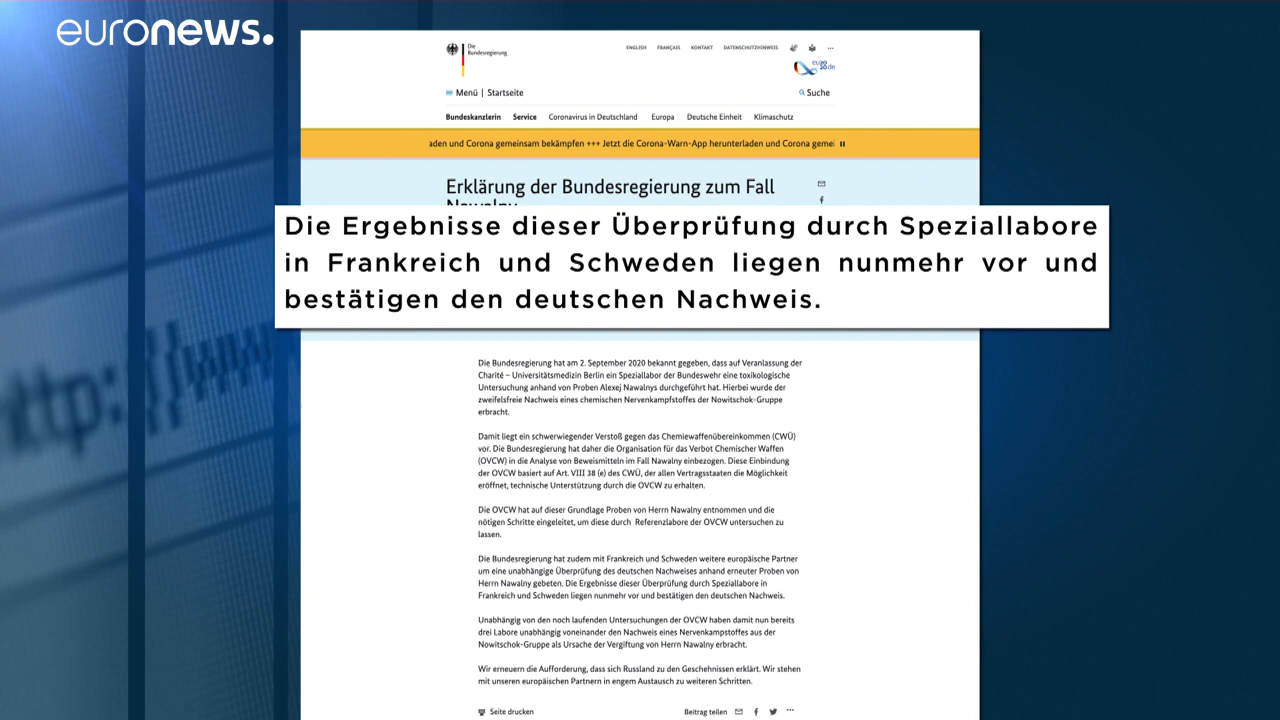 euronews.
Die
Bundesregierung
ENGLISH FRANÇAIS KONTAKT DATENSCHUTZHINWEIS
eu20
20.de
Menü | Startseite
Suche
Bundeskanzlerin Service Coronavirus in Deutschland Europa Deutsche Einheit Klimaschutz
aden und Corona gemeinsam bekämpfen +++ Jetzt die Corona-Warn-App herunterladen und Corona gemei
Erklärung der Bundesregierung zum Fall
Die Ergebnisse dieser Überprüfung durch Speziallabore
in Frankreich und Schweden liegen nunmehr vor und
bestätigen den deutschen Nachweis.
Die Bundesregierung hat am 2. September 2020 bekannt gegeben, dass auf Veranlassung der
Charité – Universitätsmedizin Berlin ein Speziallabor der Bundeswehr eine toxikologische
Untersuchung anhand von Proben Alexej Nawalnys durchgeführt hat. Hierbei wurde der
zweifelsfreie Nachweis eines chemischen Nervenkampfstoffes der Nowitschok-Gruppe
erbracht.
Damit liegt ein schwerwiegender Verstoß gegen das Chemiewaffenübereinkommen (CWÜ)
vor. Die Bundesregierung hat daher die Organisation für das Verbot Chemischer Waffen
(OVCW) in die Analyse von Beweismitteln im Fall Nawalny einbezogen. Diese Einbindung
der OVCW basiert auf Art. VIII 38 (e) des CWÜ, der allen Vertragsstaaten die Möglichkeit
eröffnet, technische Unterstützung durch die OVCW zu erhalten.
Die OVCW hat auf dieser Grundlage Proben von Herrn Nawalny entnommen und die
nötigen Schritte eingeleitet, um diese durch Referenzlabore der OVCW untersuchen zu
lassen.
Die Bundesregierung hat zudem mit Frankreich und Schweden weitere europäische Partner
um eine unabhängige Überprüfung des deutschen Nachweises anhand erneuter Proben von
Herrn Nawalny gebeten. Die Ergebnisse dieser Überprüfung durch Speziallabore in
Frankreich und Schweden liegen nunmehr vor und bestätigen den deutschen Nachweis.
Unabhängig von den noch laufenden Untersuchungen der OVCW haben damit nun bereits
drei Labore unabhängig voneinander den Nachweis eines Nervenkampstoffes aus der
Nowitschok-Gruppe als Ursache der Vergiftung von Herrn Nawalny erbracht.
Wir erneuern die Aufforderung, dass sich Russland zu den Geschehnissen erklärt. Wir stehen
mit unseren europäischen Partnern in engem Austausch zu weiteren Schritten.
Seite drucken
Beitrag teilen